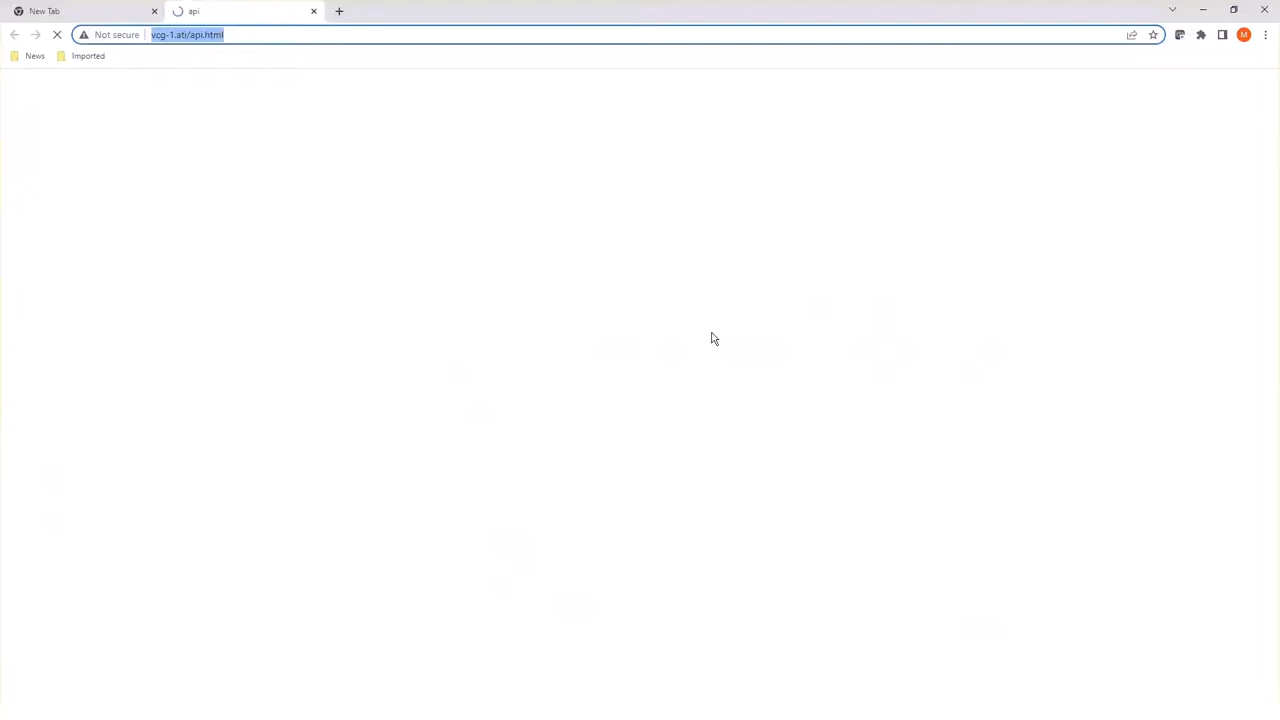 New Tab
api
Not secure
vcg-1.ati/api.html
M
News
Imported